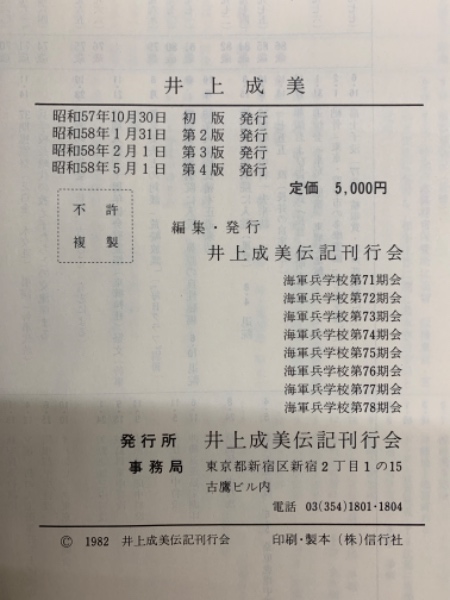 井上成美
昭和57年10月30日 初版 発行
昭和58年1月31日 第2版 発行
昭和58年2月1日 第3版 発行
昭和58年5月1日 第4版 発行
定価 5,000円
不許
複製
編集・発行
井上成美伝記刊行会
海軍兵学校第71期会
海軍兵学校第72期会
海軍兵学校第73期会
海軍兵学校第74期会
海軍兵学校第75期会
海軍兵学校第76期会
海軍兵学校第77期会
海軍兵学校第78期会
発行所 井上成美伝記刊行会
事務局 東京都新宿区新宿2丁目1の15
古鷹ビル内
電話 03(354)1801・1804
© 1982 井上成美伝記刊行会 印刷・製本(株)信行社